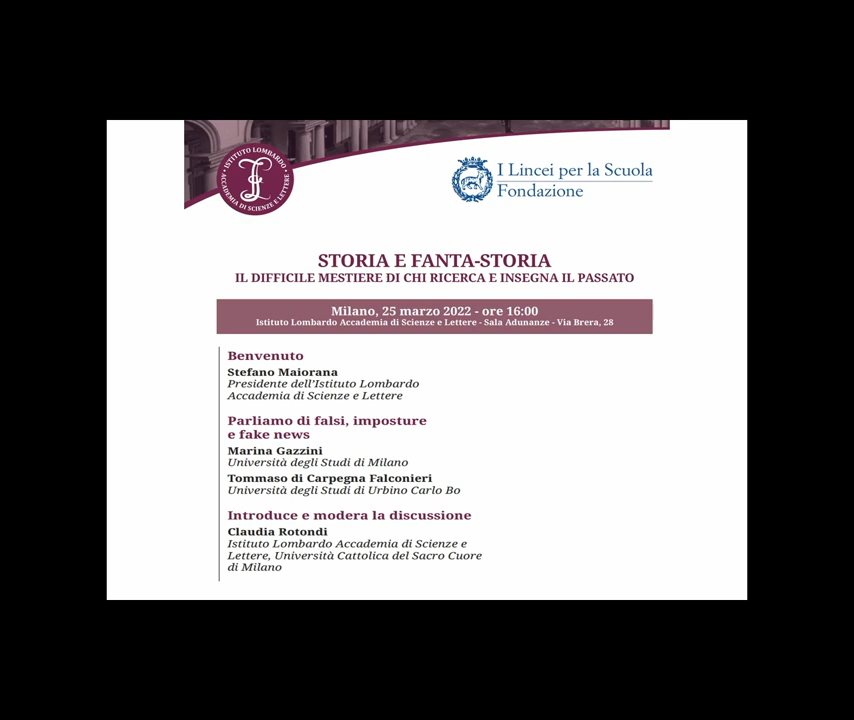 ISTITUTO LOMBARDO
ACCADEMIA DI SCIENZE E LETTERE
I Lincei per la Scuola
Fondazione
STORIA E FANTA-STORIA
IL DIFFICILE MESTIERE DI CHI RICERCA E INSEGNA IL PASSATO
Milano, 25 marzo 2022 - ore 16:00
Istituto Lombardo Accademia di Scienze e Lettere - Sala Adunanze - Via Brera, 28
Benvenuto
Stefano Maiorana
Presidente dell'Istituto Lombardo
Accademia di Scienze e Lettere
Parliamo di falsi, imposture
e fake news
Marina Gazzini
Università degli Studi di Milano
Tommaso di Carpegna Falconieri
Università degli Studi di Urbino Carlo Bo
Introduce e modera la discussione
Claudia Rotondi
Istituto Lombardo Accademia di Scienze e
Lettere, Università Cattolica del Sacro Cuore
di Milano